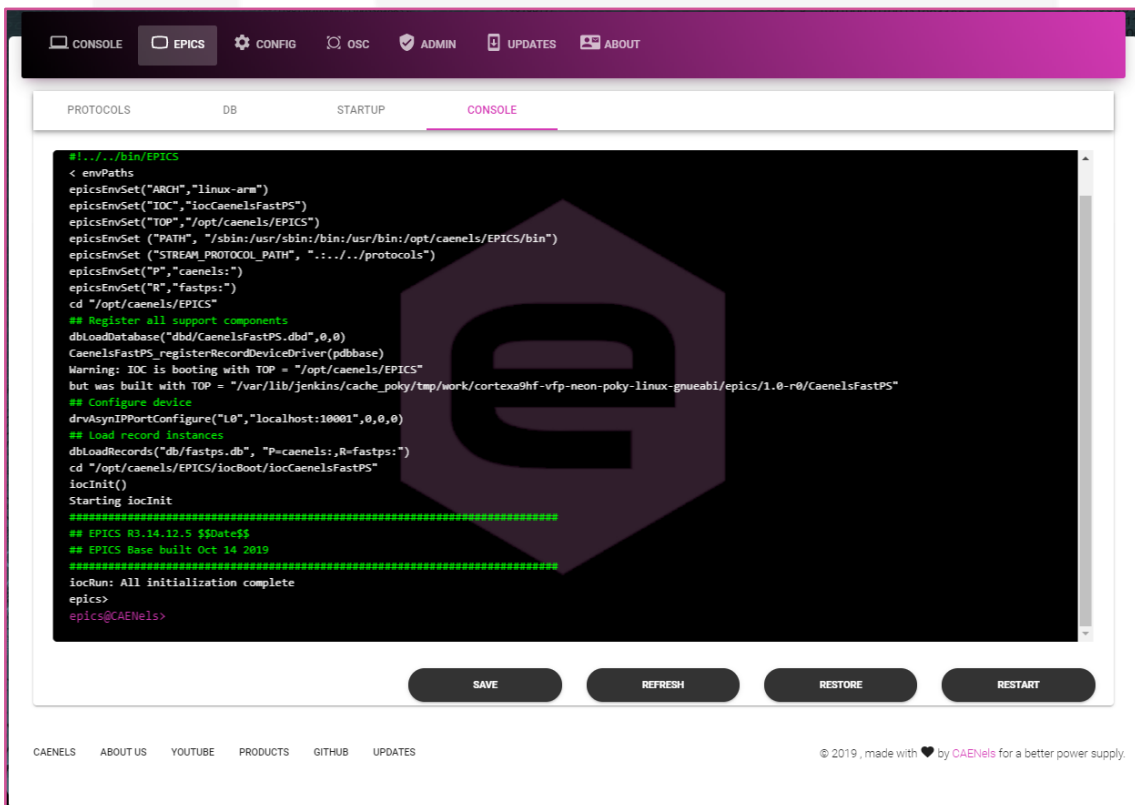 CONSOLE EPICS CONFIG OSC ADMIN UPDATES ABOUT
PROTOCOLS DB STARTUP CONSOLE
#!../../bin/EPICS
< envPaths
epicsEnvSet("ARCH","linux-arm")
epicsEnvSet("IOC","iocCaenelsFastPS")
epicsEnvSet("TOP","/opt/caenels/EPICS")
epicsEnvSet ("PATH", "/sbin:/usr/sbin:/bin:/usr/bin:/opt/caenels/EPICS/bin")
epicsEnvSet ("STREAM_PROTOCOL_PATH", ".:../../protocols")
epicsEnvSet("P","caenels:")
epicsEnvSet("R","fastps:")
cd "/opt/caenels/EPICS"
## Register all support components
dbLoadDatabase("dbd/CaenelsFastPS.dbd",0,0)
CaenelsFastPS_registerRecordDeviceDriver(pdbbase)
Warning: IOC is booting with TOP = "/opt/caenels/EPICS"
but was built with TOP = "/var/lib/jenkins/cache_poky/tmp/work/cortexa9hf-vfp-neon-poky-linux-gnueabi/epics/1.0-r0/CaenelsFastPS"
## Configure device
drvAsynIPPortConfigure("L0","localhost:10001",0,0,0)
## Load record instances
dbLoadRecords("db/fastps.db", "P=caenels:,R=fastps:")
cd "/opt/caenels/EPICS/iocBoot/iocCaenelsFastPS"
iocInit()
Starting iocInit
############################################################################
## EPICS R3.14.12.5 $$Date$$
## EPICS Base built Oct 14 2019
############################################################################
iocRun: All initialization complete
epics>
epics@CAENels>
SAVE REFRESH RESTORE RESTART
CAENELS ABOUT US YOUTUBE PRODUCTS GITHUB UPDATES © 2019 , made with ♥ by CAENels for a better power supply.